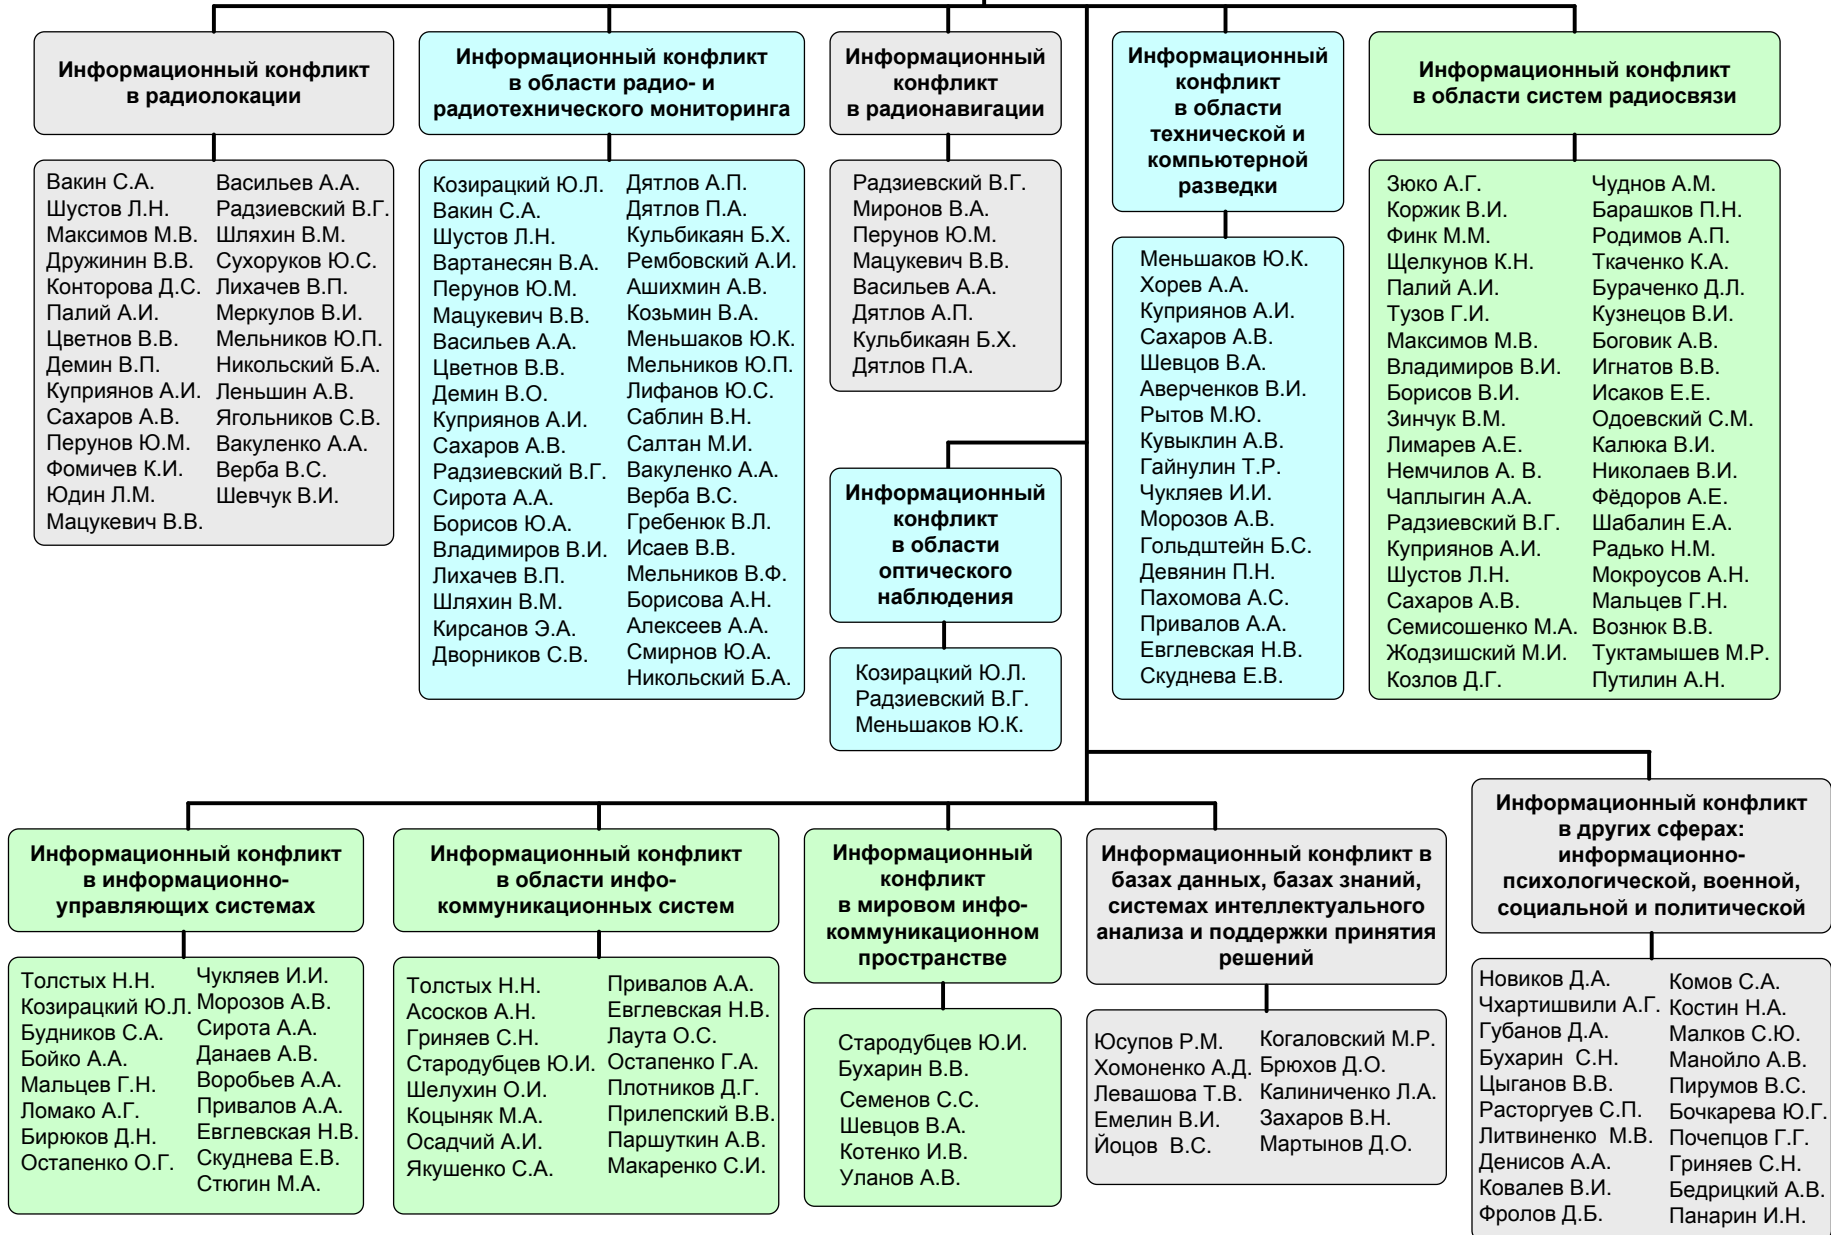 Информационный конфликт
в радиолокации
Вакин С.А.
Шустов Л.Н.
Максимов М.В.
Дружинин В.В.
Конторова Д.С.
Палий А.И.
Цветнов В.В.
Демин В.П.
Куприянов А.И.
Сахаров А.В.
Перунов Ю.М.
Фомичев К.И.
Юдин Л.М.
Мацукевич В.В.
Васильев А.А.
Радзиевский В.Г.
Шляхин В.М.
Сухоруков Ю.С.
Лихачев В.П.
Меркулов В.И.
Мельников Ю.П.
Никольский Б.А.
Леньшин А.В.
Ягольников С.В.
Вакуленко А.А.
Верба В.С.
Шевчук В.И.
Информационный конфликт
в области радио- и
радиотехнического мониторинга
Козирацкий Ю.Л.
Вакин С.А.
Шустов Л.Н.
Вартанесян В.А.
Перунов Ю.М.
Мацукевич В.В.
Васильев А.А.
Цветнов В.В.
Демин В.О.
Куприянов А.И.
Сахаров А.В.
Радзиевский В.Г.
Сирота А.А.
Борисов Ю.А.
Владимиров В.И.
Лихачев В.П.
Шляхин В.М.
Кирсанов Э.А.
Дворников С.В.
Дятлов А.П.
Дятлов П.А.
Кульбикаян Б.Х.
Рембовский А.И.
Ашихмин А.В.
Козьмин В.А.
Меньшаков Ю.К.
Мельников Ю.П.
Лифанов Ю.С.
Саблин В.Н.
Салтан М.И.
Вакуленко А.А.
Верба В.С.
Гребенюк В.Л.
Исаев В.В.
Мельников В.Ф.
Борисова А.Н.
Алексеев А.А.
Смирнов Ю.А.
Никольский Б.А.
Информационный
конфликт
в радионавигации
Радзиевский В.Г.
Миронов В.А.
Перунов Ю.М.
Мацукевич В.В.
Васильев А.А.
Дятлов А.П.
Кульбикаян Б.Х.
Дятлов П.А.
Информационный
конфликт
в области
оптического
наблюдения
Козирацкий Ю.Л.
Радзиевский В.Г.
Меньшаков Ю.К.
Информационный
конфликт
в области
технической и
компьютерной
разведки
Меньшаков Ю.К.
Хорев А.А.
Куприянов А.И.
Сахаров А.В.
Шевцов В.А.
Аверченков В.И.
Рытов М.Ю.
Кувыклин А.В.
Гайнулин Т.Р.
Чукляев И.И.
Морозов А.В.
Гольдштейн Б.С.
Девянин П.Н.
Пахомова А.С.
Привалов А.А.
Евглевская Н.В.
Скуднева Е.В.
Информационный конфликт
в области систем радиосвязи
Зюко А.Г.
Коржик В.И.
Финк М.М.
Щелкунов К.Н.
Палий А.И.
Тузов Г.И.
Максимов М.В.
Владимиров В.И.
Борисов В.И.
Зинчук В.М.
Лимарев А.Е.
Немчилов А. В.
Чаплыгин А.А.
Радзиевский В.Г.
Куприянов А.И.
Шустов Л.Н.
Сахаров А.В.
Семисошенко М.А.
Жодзишский М.И.
Козлов Д.Г.
Чуднов А.М.
Барашков П.Н.
Родимов А.П.
Ткаченко К.А.
Бураченко Д.Л.
Кузнецов В.И.
Боговик А.В.
Игнатов В.В.
Исаков Е.Е.
Одоевский С.М.
Калюка В.И.
Николаев В.И.
Фёдоров А.Е.
Шабалин Е.А.
Радько Н.М.
Мокроусов А.Н.
Мальцев Г.Н.
Вознюк В.В.
Туктамышев М.Р.
Путилин А.Н.
Информационный конфликт
в информационно-
управляющих системах
Толстых Н.Н.
Козирацкий Ю.Л.
Будников С.А.
Бойко А.А.
Мальцев Г.Н.
Ломако А.Г.
Бирюков Д.Н.
Остапенко О.Г.
Чукляев И.И.
Морозов А.В.
Сирота А.А.
Данаев А.В.
Воробьев А.А.
Привалов А.А.
Евглевская Н.В.
Скуднева Е.В.
Стюгин М.А.
Информационный конфликт
в области инфо-
коммуникационных систем
Толстых Н.Н.
Асосков А.Н.
Гриняев С.Н.
Стародубцев Ю.И.
Шелухин О.И.
Коцыняк М.А.
Осадчий А.И.
Якушенко С.А.
Привалов А.А.
Евглевская Н.В.
Лаута О.С.
Остапенко Г.А.
Плотников Д.Г.
Прилепский В.В.
Паршуткин А.В.
Макаренко С.И.
Информационный
конфликт
в мировом инфо-
коммуникационном
пространстве
Стародубцев Ю.И.
Бухарин В.В.
Семенов С.С.
Шевцов В.А.
Котенко И.В.
Уланов А.В.
Информационный конфликт в
базах данных, базах знаний,
системах интеллектуального
анализа и поддержки принятия
решений
Юсупов Р.М.
Хомоненко А.Д.
Левашова Т.В.
Емелин В.И.
Йоцов В.С.
Когаловский М.Р.
Брюхов Д.О.
Калиниченко Л.А.
Захаров В.Н.
Мартынов Д.О.
Информационный конфликт
в других сферах:
информационно-
психологической, военной,
социальной и политической
Новиков Д.А.
Чхартишвили А.Г.
Губанов Д.А.
Бухарин С.Н.
Цыганов В.В.
Расторгуев С.П.
Литвиненко М.В.
Денисов А.А.
Ковалев В.И.
Фролов Д.Б.
Комов С.А.
Костин Н.А.
Малков С.Ю.
Манойло А.В.
Пирумов В.С.
Бочкарева Ю.Г.
Почепцов Г.Г.
Гриняев С.Н.
Бедрицкий А.В.
Панарин И.Н.